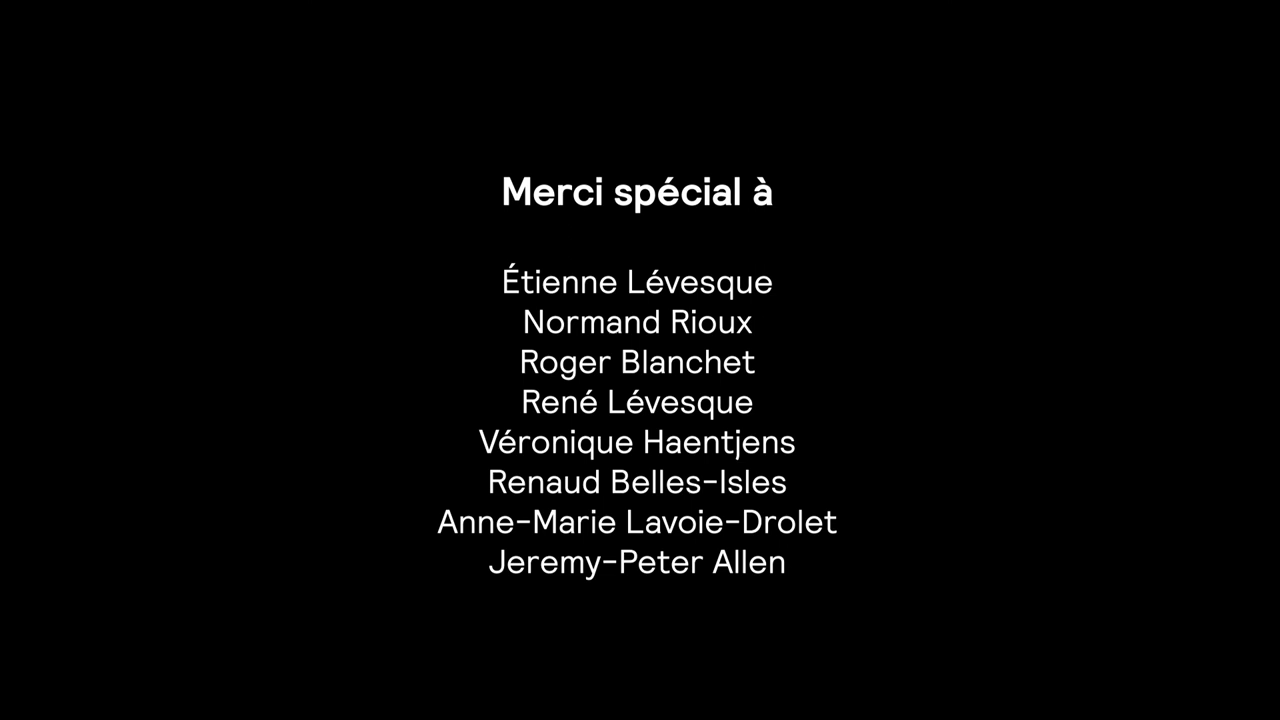 Merci spécial à
Étienne Lévesque
Normand Rioux
Roger Blanchet
René Lévesque
Véronique Haentjens
Renaud Belles-Isles
Anne-Marie Lavoie-Drolet
Jeremy-Peter Allen